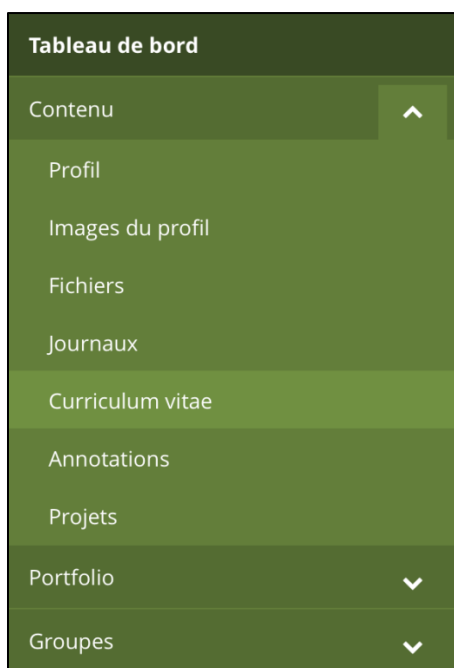 Tableau de bord
Contenu
Profil
Images du profil
Fichiers
Journaux
Curriculum vitae
Annotations
Projets
Portfolio
Groupes